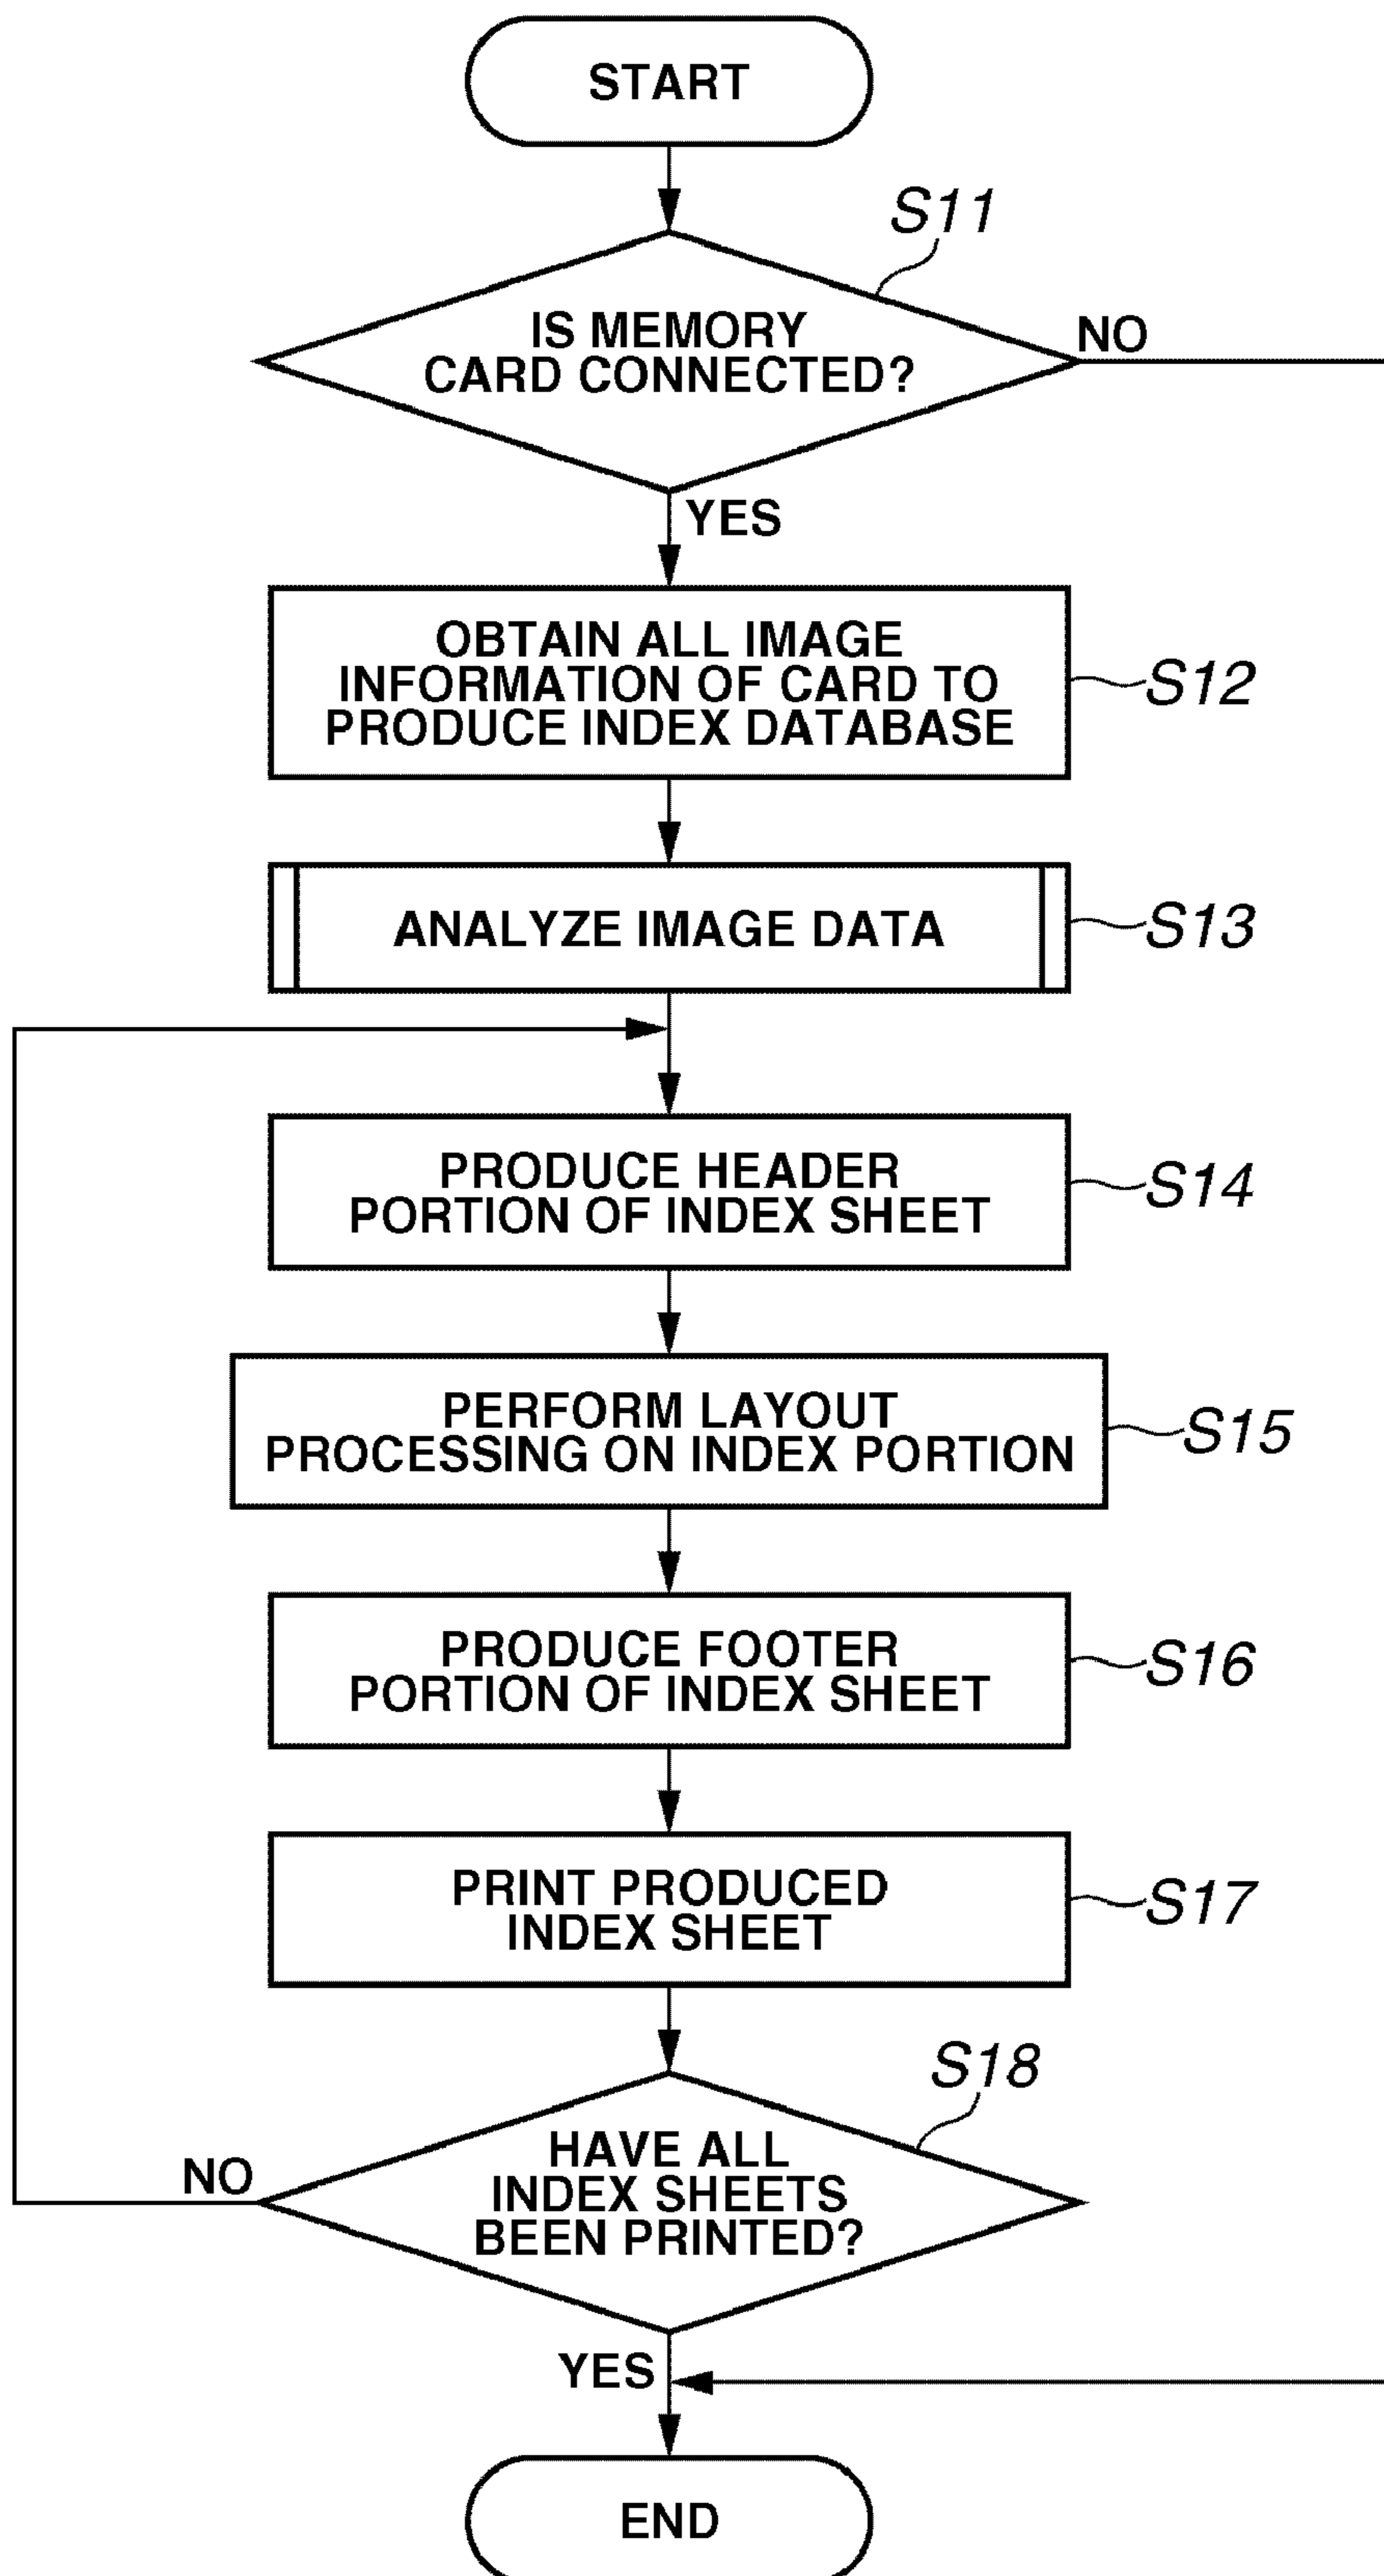 START
S11
IS MEMORY
CARD CONNECTED?
NO
YES
OBTAIN ALL IMAGE
INFORMATION OF CARD TO
PRODUCE INDEX DATABASE
S12
ANALYZE IMAGE DATA
S13
PRODUCE HEADER
PORTION OF INDEX SHEET
S14
PERFORM LAYOUT
PROCESSING ON INDEX PORTION
S15
PRODUCE FOOTER
PORTION OF INDEX SHEET
S16
PRINT PRODUCED
INDEX SHEET
S17
S18
HAVE ALL
INDEX SHEETS
BEEN PRINTED?
NO
YES
END